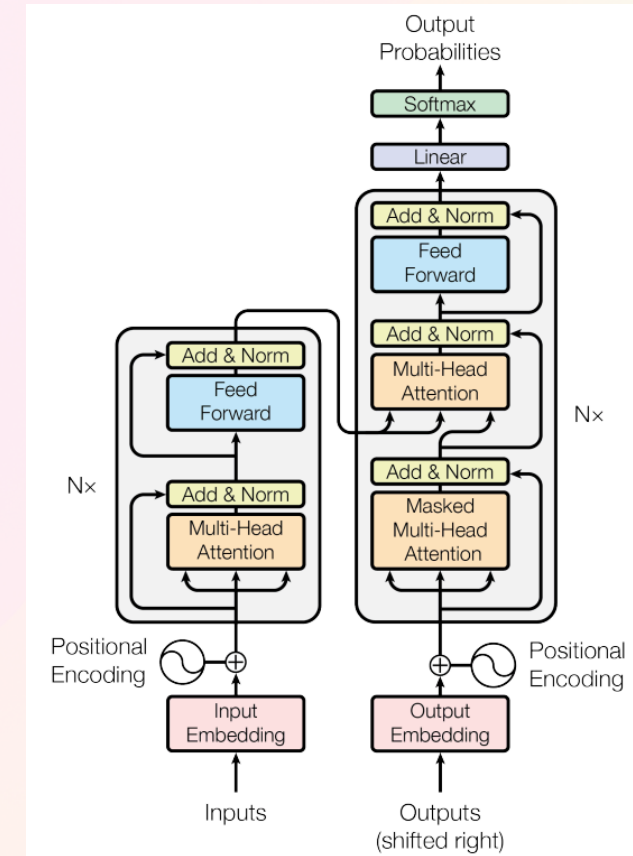 Output
Probabilities
Softmax
Linear
Add & Norm
Feed
Forward
Add & Norm
Multi-Head
Attention
Nx
Add & Norm
Masked
Multi-Head
Attention
Add & Norm
Feed
Forward
Nx
Add & Norm
Multi-Head
Attention
Positional
Encoding
Positional
Encoding
Input
Embedding
Output
Embedding
Inputs
Outputs
(shifted right)